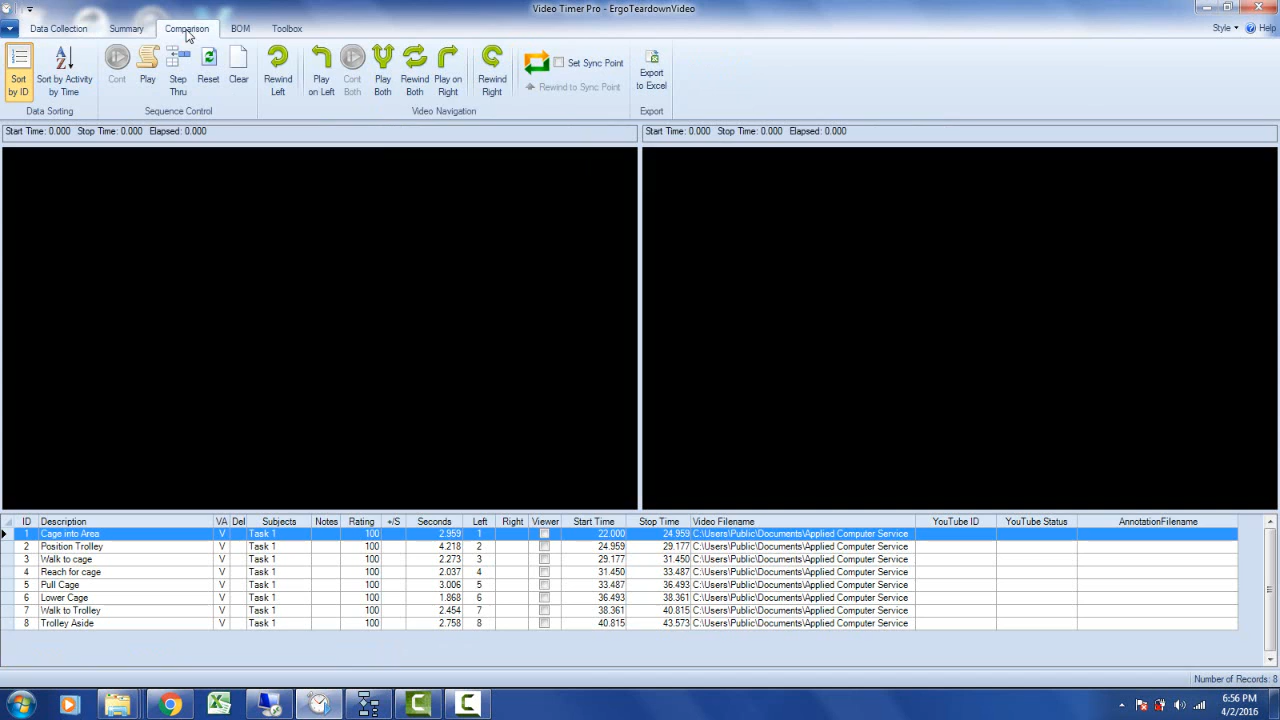 Video Timer Pro - ErgoTeardownVideo
Data Collection Summary Comparison BOM Toolbox Style Help
Sort by ID Sort by Activity by Time Cont Play Step Thru Reset Clear Rewind Left Play on Left Cont Both Play Both Rewind Both Play on Right Rewind Right Set Sync Point Rewind to Sync Point Export to Excel
Data Sorting Sequence Control Video Navigation Export
Start Time: 0.000 Stop Time: 0.000 Elapsed: 0.000 Start Time: 0.000 Stop Time: 0.000 Elapsed: 0.000
ID Description VA Del Subjects Notes Rating +/S Seconds Left Right Viewer Start Time Stop Time Video Filename YouTube ID YouTube Status AnnotationFilename
1 Cage into Area V Task 1 100 2.959 1 22.000 24.959 C:\Users\Public\Documents\Applied Computer Service
2 Position Trolley V Task 1 100 4.218 2 24.959 29.177 C:\Users\Public\Documents\Applied Computer Service
3 Walk to cage V Task 1 100 2.273 3 29.177 31.450 C:\Users\Public\Documents\Applied Computer Service
4 Reach for cage V Task 1 100 2.037 4 31.450 33.487 C:\Users\Public\Documents\Applied Computer Service
5 Pull Cage V Task 1 100 3.006 5 33.487 36.493 C:\Users\Public\Documents\Applied Computer Service
6 Lower Cage V Task 1 100 1.868 6 36.493 38.361 C:\Users\Public\Documents\Applied Computer Service
7 Walk to Trolley V Task 1 100 2.454 7 38.361 40.815 C:\Users\Public\Documents\Applied Computer Service
8 Trolley Aside V Task 1 100 2.758 8 40.815 43.573 C:\Users\Public\Documents\Applied Computer Service
Number of Records: 8
6:56 PM
4/2/2016